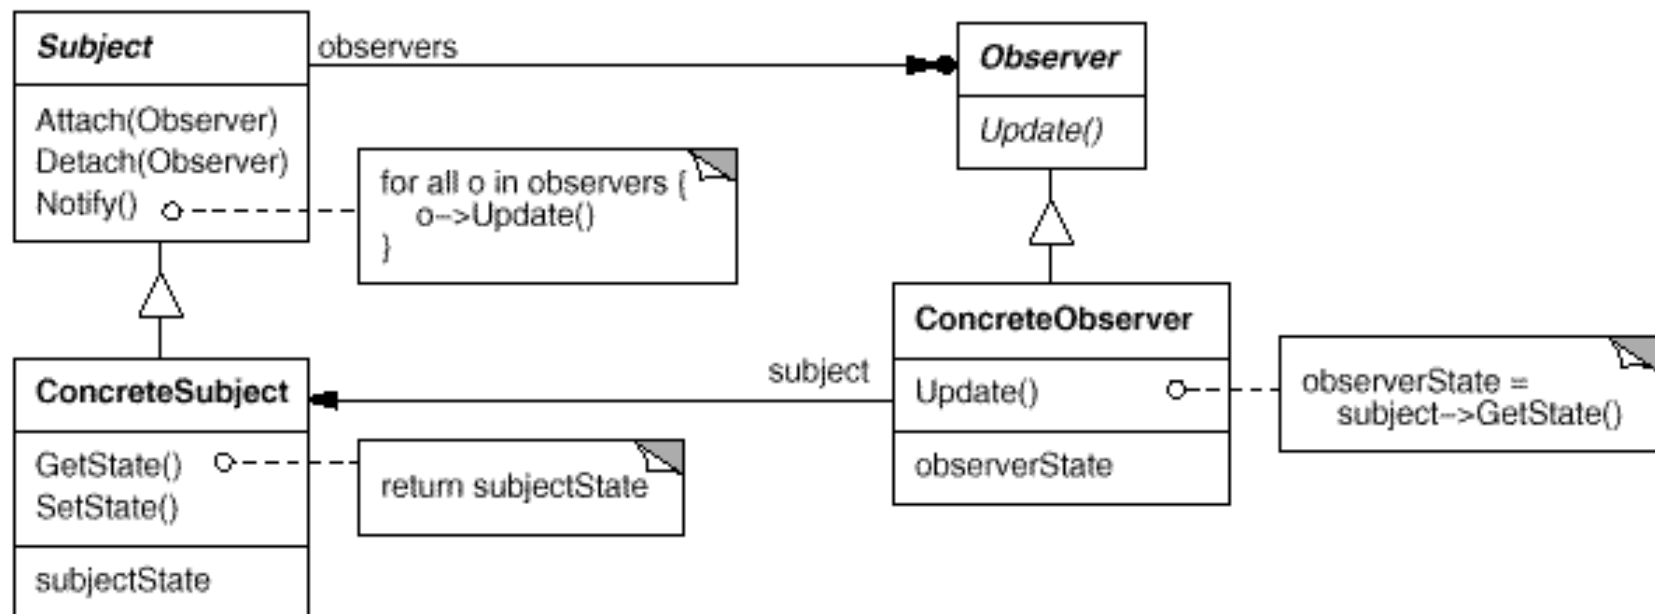 Subject
observers
Observer
Attach(Observer)
Detach(Observer)
Notify()
Update()
for all o in observers {
o->Update()
}
ConcreteObserver
ConcreteSubject
subject
Update()
observerState =
subject->GetState()
GetState()
SetState()
return subjectState
observerState
subjectState